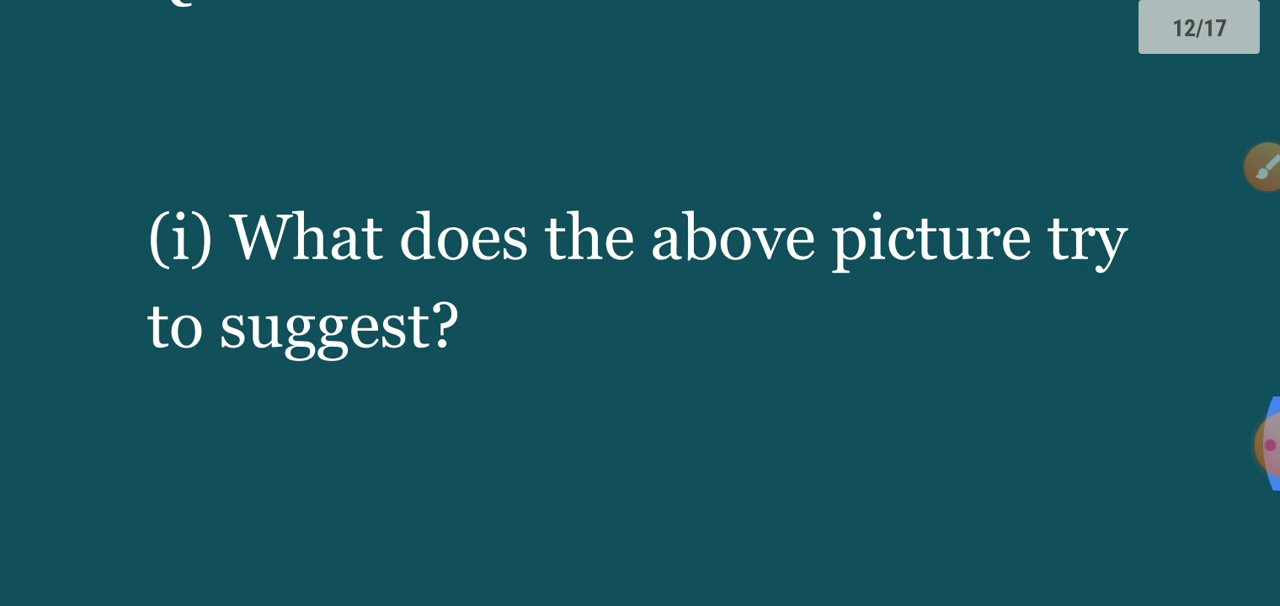 12/17
(i) What does the above picture try
to suggest?